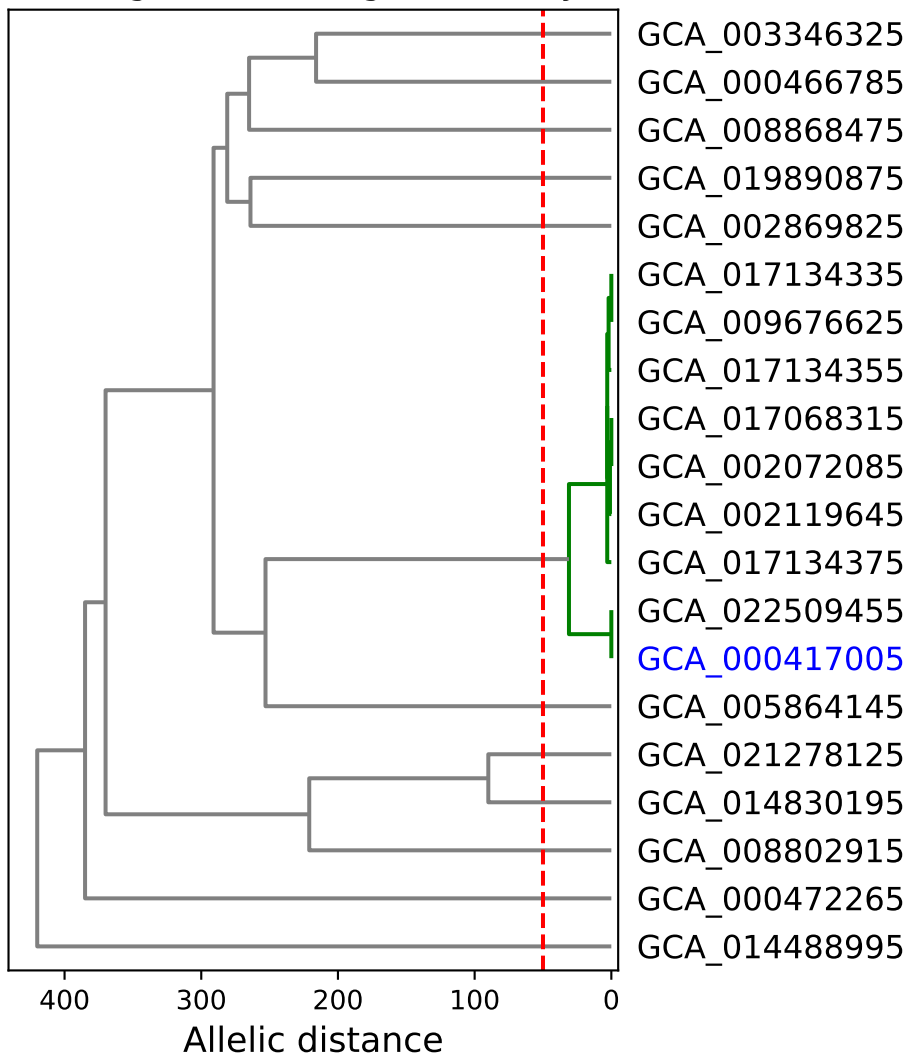 GCA_003346325
GCA_000466785
GCA_008868475
GCA_019890875
GCA_002869825
GCA_017134335
GCA_009676625
GCA_017134355
GCA_017068315
GCA_002072085
GCA_002119645
GCA_017134375
GCA_022509455
GCA_000417005
GCA_005864145
GCA_021278125
GCA_014830195
GCA_008802915
GCA_000472265
GCA_014488995
400 300 200 100 0
Allelic distance